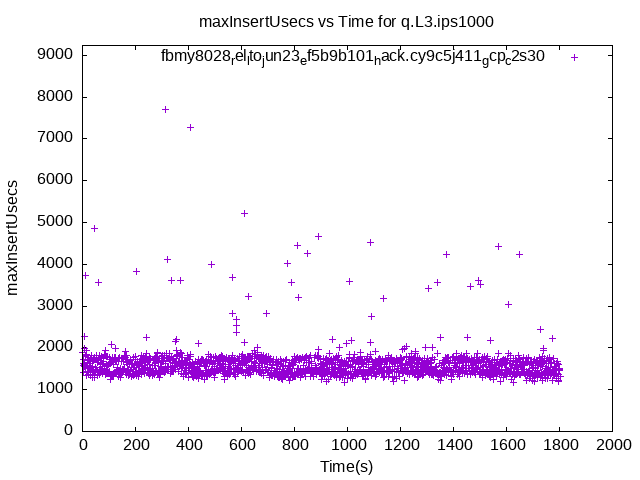 maxInsertUsecs vs Time for q.L3.ips1000
fbmy8028relltojun23ef5b9b101hack.cy9c5j411gcpc2s30
9000
8000
7000
6000
5000
4000
3000
2000
1000
0
maxInsertUsecs
0 200 400 600 800 1000 1200 1400 1600 1800 2000
Time(s)